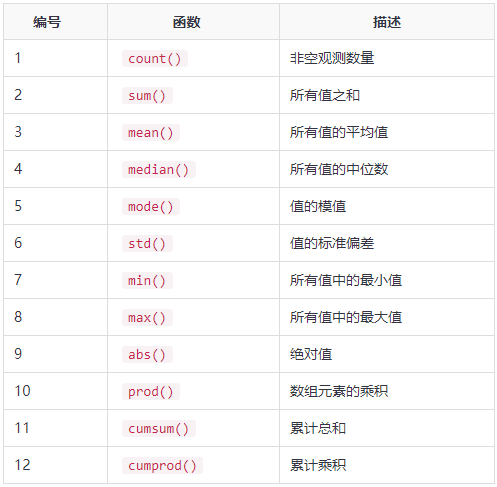 编号 函数 描述
1 count() 非空观测数量
2 sum() 所有值之和
3 mean() 所有值的平均值
4 median() 所有值的中位数
5 mode() 值的模值
6 std() 值的标准偏差
7 min() 所有值中的最小值
8 max() 所有值中的最大值
9 abs() 绝对值
10 prod() 数组元素的乘积
11 cumsum() 累计总和
12 cumprod() 累计乘积